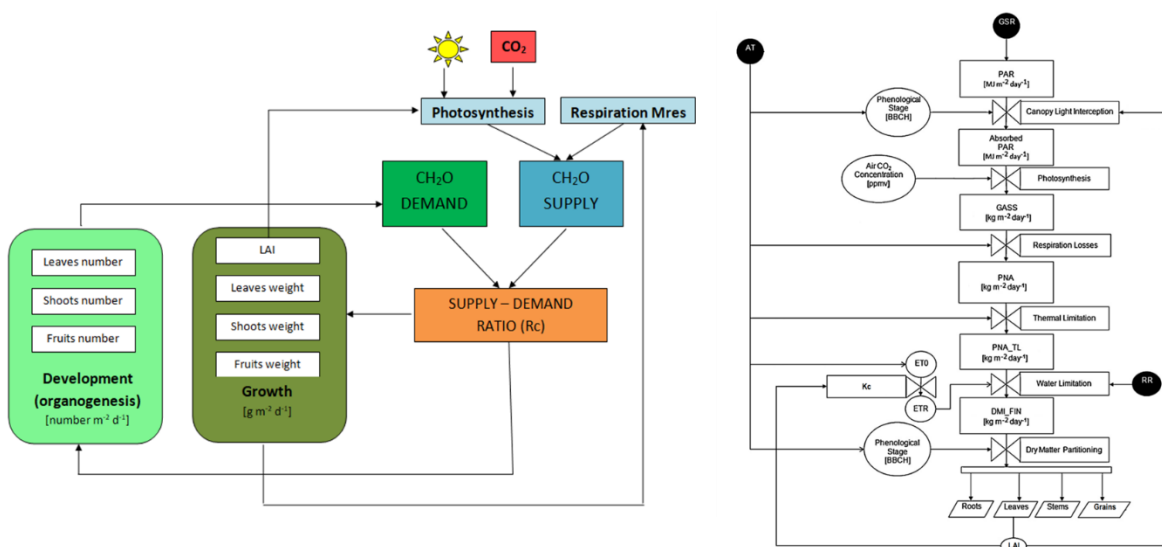 CO₂
Photosynthesis
Respiration Mres
CH₂O
DEMAND
CH₂O
SUPPLY
Leaves number
Shoots number
Fruits number
Development
(organogenesis)
[number m⁻² d⁻¹]
LAI
Leaves weight
Shoots weight
Fruits weight
Growth
[g m⁻² d⁻¹]
SUPPLY – DEMAND
RATIO (Rc)
AT
GSR
PAR
[MJ m⁻² day⁻¹]
Phenological
Stage
[BBCH]
Canopy Light Interception
Absorbed
PAR
[MJ m⁻² day⁻¹]
Air CO₂
Concentration
[ppmv]
Photosynthesis
GASS
[kg m⁻² day⁻¹]
Respiration Losses
PNA
[kg m⁻² day⁻¹]
Thermal Limitation
PNA_TL
[kg m⁻² day⁻¹]
ET0
Kc
ETR
Water Limitation
RR
DMI_FIN
[kg m⁻² day⁻¹]
Phenological
Stage
[BBCH]
Dry Matter Partitioning
Roots
Leaves
Stems
Grains
LAI